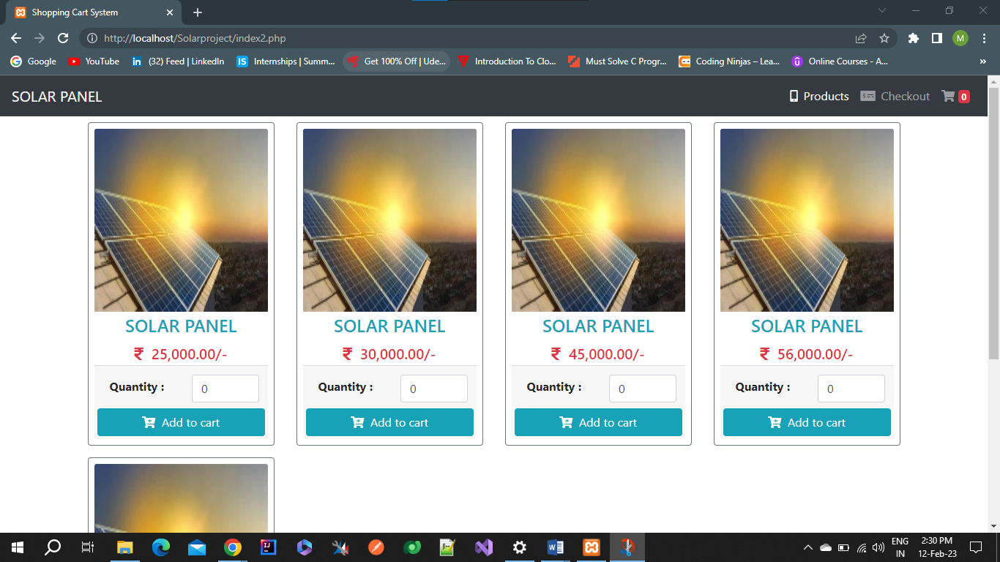 Shopping Cart System
http://localhost/Solarproject/index2.php
M
Google YouTube (32) Feed | LinkedIn IS Internships | Summ... Get 100% Off | Ude... Introduction To Clo... Must Solve C Progr... Coding Ninjas – Lea... Online Courses - A... »
SOLAR PANEL Products Checkout 0
SOLAR PANEL SOLAR PANEL SOLAR PANEL SOLAR PANEL
₹ 25,000.00/- ₹ 30,000.00/- ₹ 45,000.00/- ₹ 56,000.00/-
Quantity : 0 Quantity : 0 Quantity : 0 Quantity : 0
Add to cart Add to cart Add to cart Add to cart
ENG 2:30 PM
IN 12-Feb-23